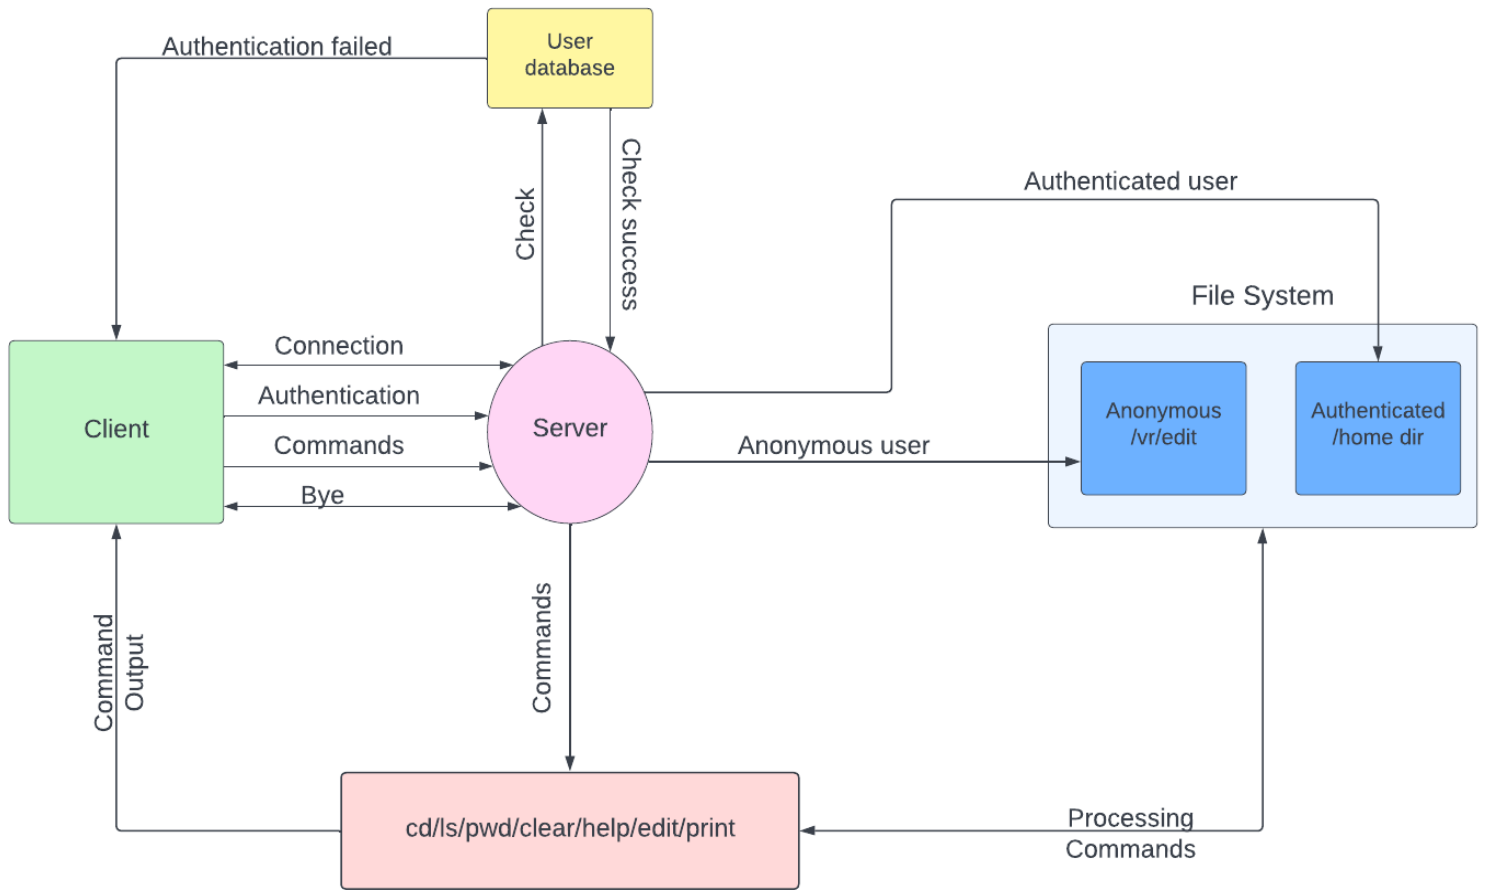 Authentication failed
User
database
Check
Check success
Authenticated user
File System
Connection
Authentication
Commands
Bye
Client
Server
Anonymous user
Anonymous
/vr/edit
Authenticated
/home dir
Command
Output
Commands
cd/ls/pwd/clear/help/edit/print
Processing
Commands